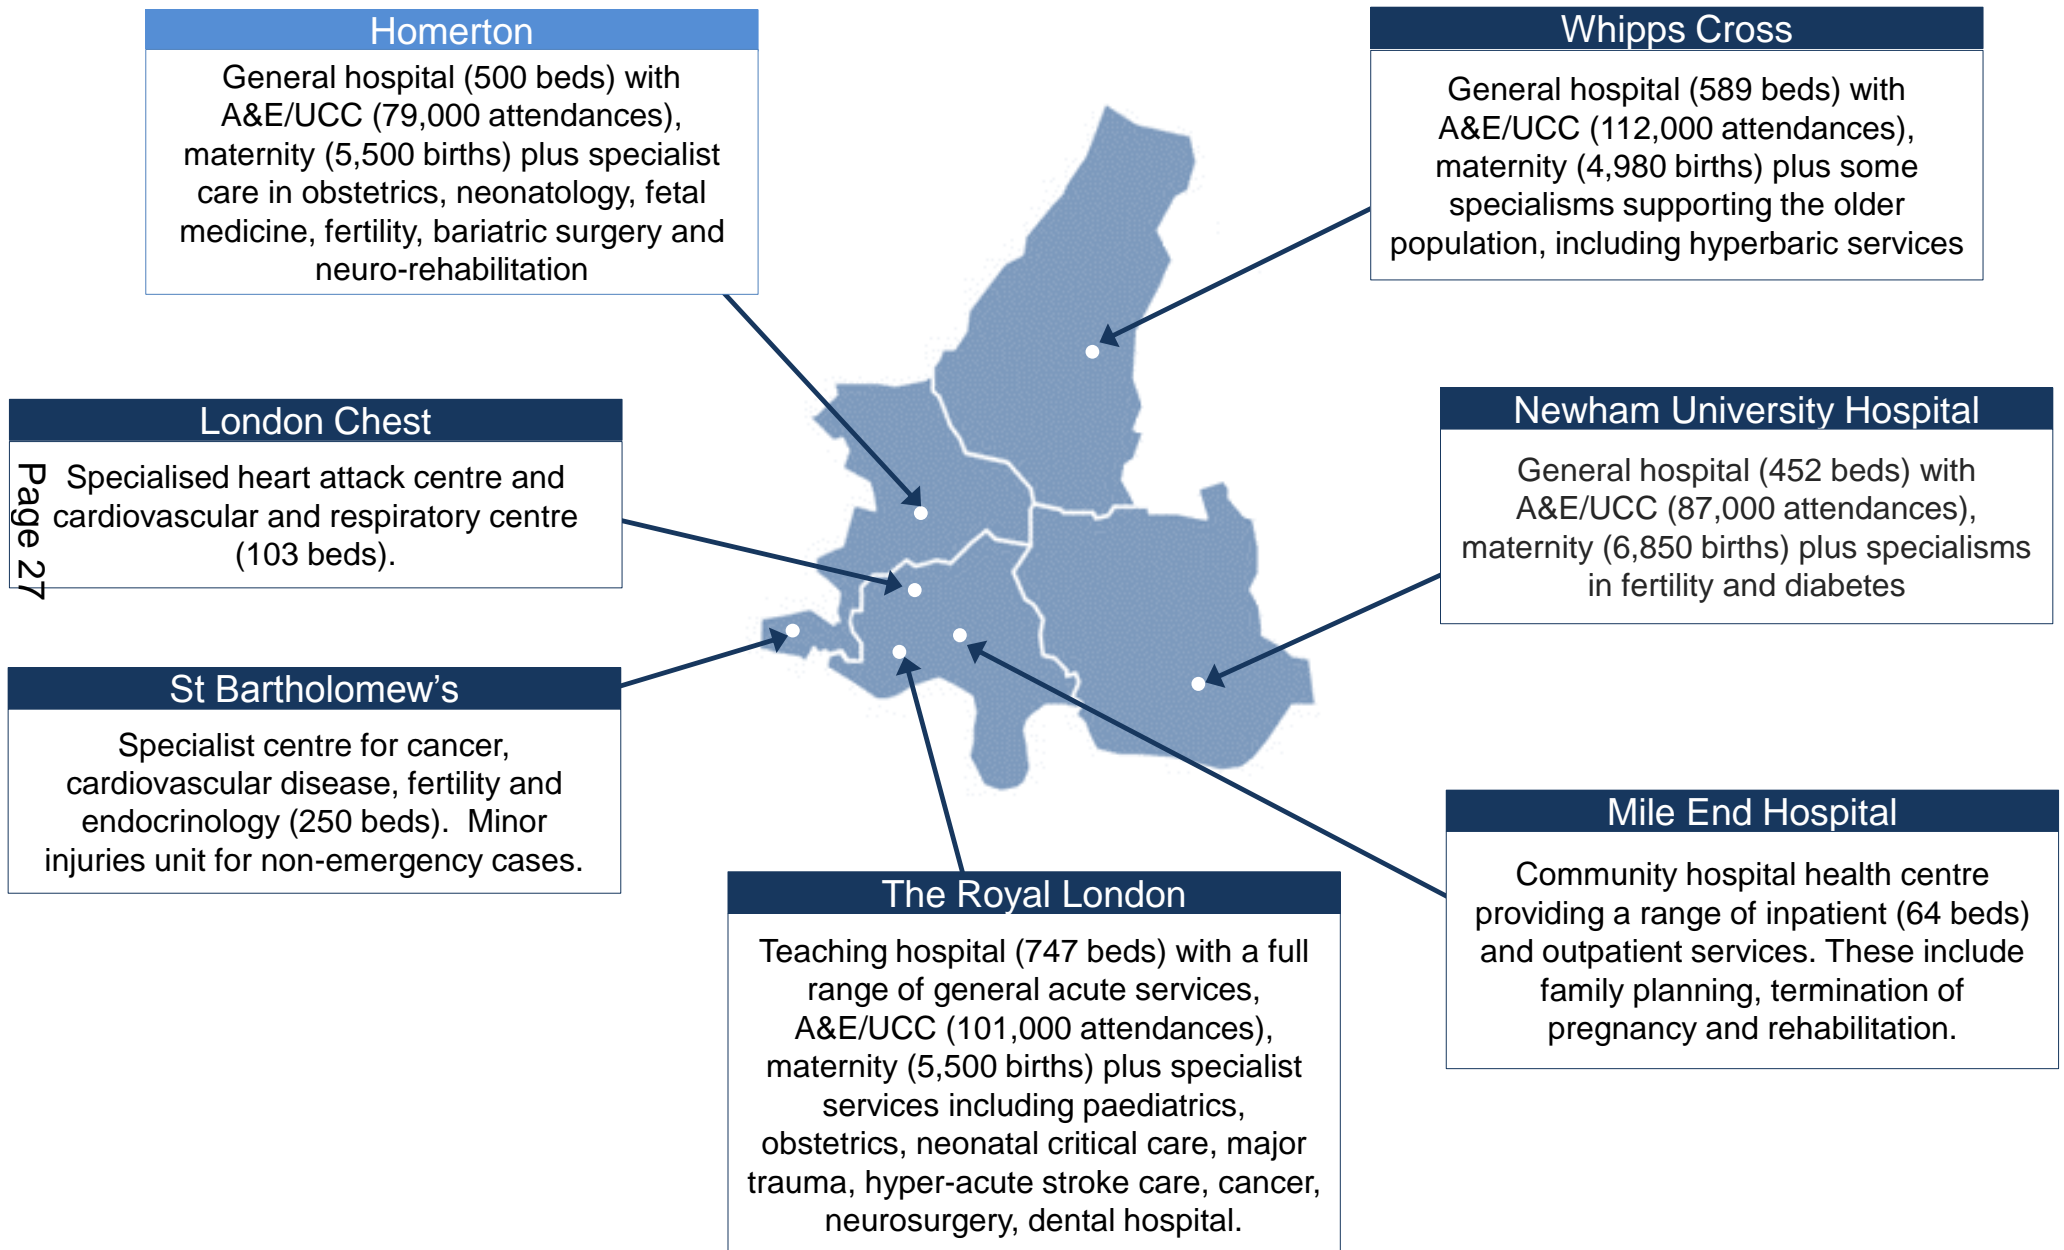 Homerton
General hospital (500 beds) with
A&E/UCC (79,000 attendances),
maternity (5,500 births) plus specialist
care in obstetrics, neonatology, fetal
medicine, fertility, bariatric surgery and
neuro-rehabilitation
Whipps Cross
General hospital (589 beds) with
A&E/UCC (112,000 attendances),
maternity (4,980 births) plus some
specialisms supporting the older
population, including hyperbaric services
London Chest
Specialised heart attack centre and
cardiovascular and respiratory centre
(103 beds).
Page 27
Newham University Hospital
General hospital (452 beds) with
A&E/UCC (87,000 attendances),
maternity (6,850 births) plus specialisms
in fertility and diabetes
St Bartholomew’s
Specialist centre for cancer,
cardiovascular disease, fertility and
endocrinology (250 beds).  Minor
injuries unit for non-emergency cases.
The Royal London
Teaching hospital (747 beds) with a full
range of general acute services,
A&E/UCC (101,000 attendances),
maternity (5,500 births) plus specialist
services including paediatrics,
obstetrics, neonatal critical care, major
trauma, hyper-acute stroke care, cancer,
neurosurgery, dental hospital.
Mile End Hospital
Community hospital health centre
providing a range of inpatient (64 beds)
and outpatient services. These include
family planning, termination of
pregnancy and rehabilitation.